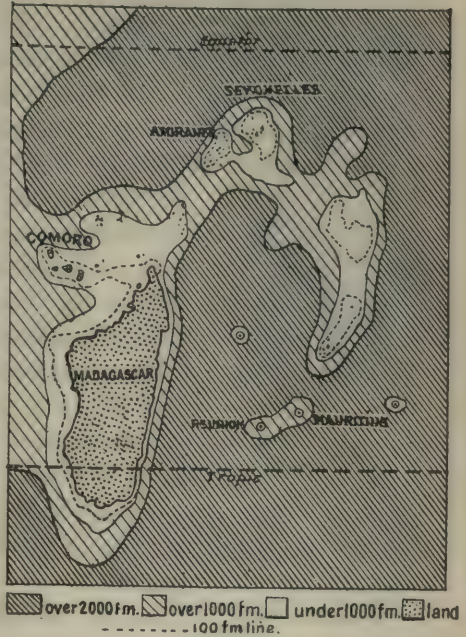 Equator
SEYCHELLES
AMIRANES
COMORO
MADAGASCAR
REUNION
MAURITIUS
Tropic
over 2000 fm. over 1000 fm. under 1000 fm. land
100 fm line.